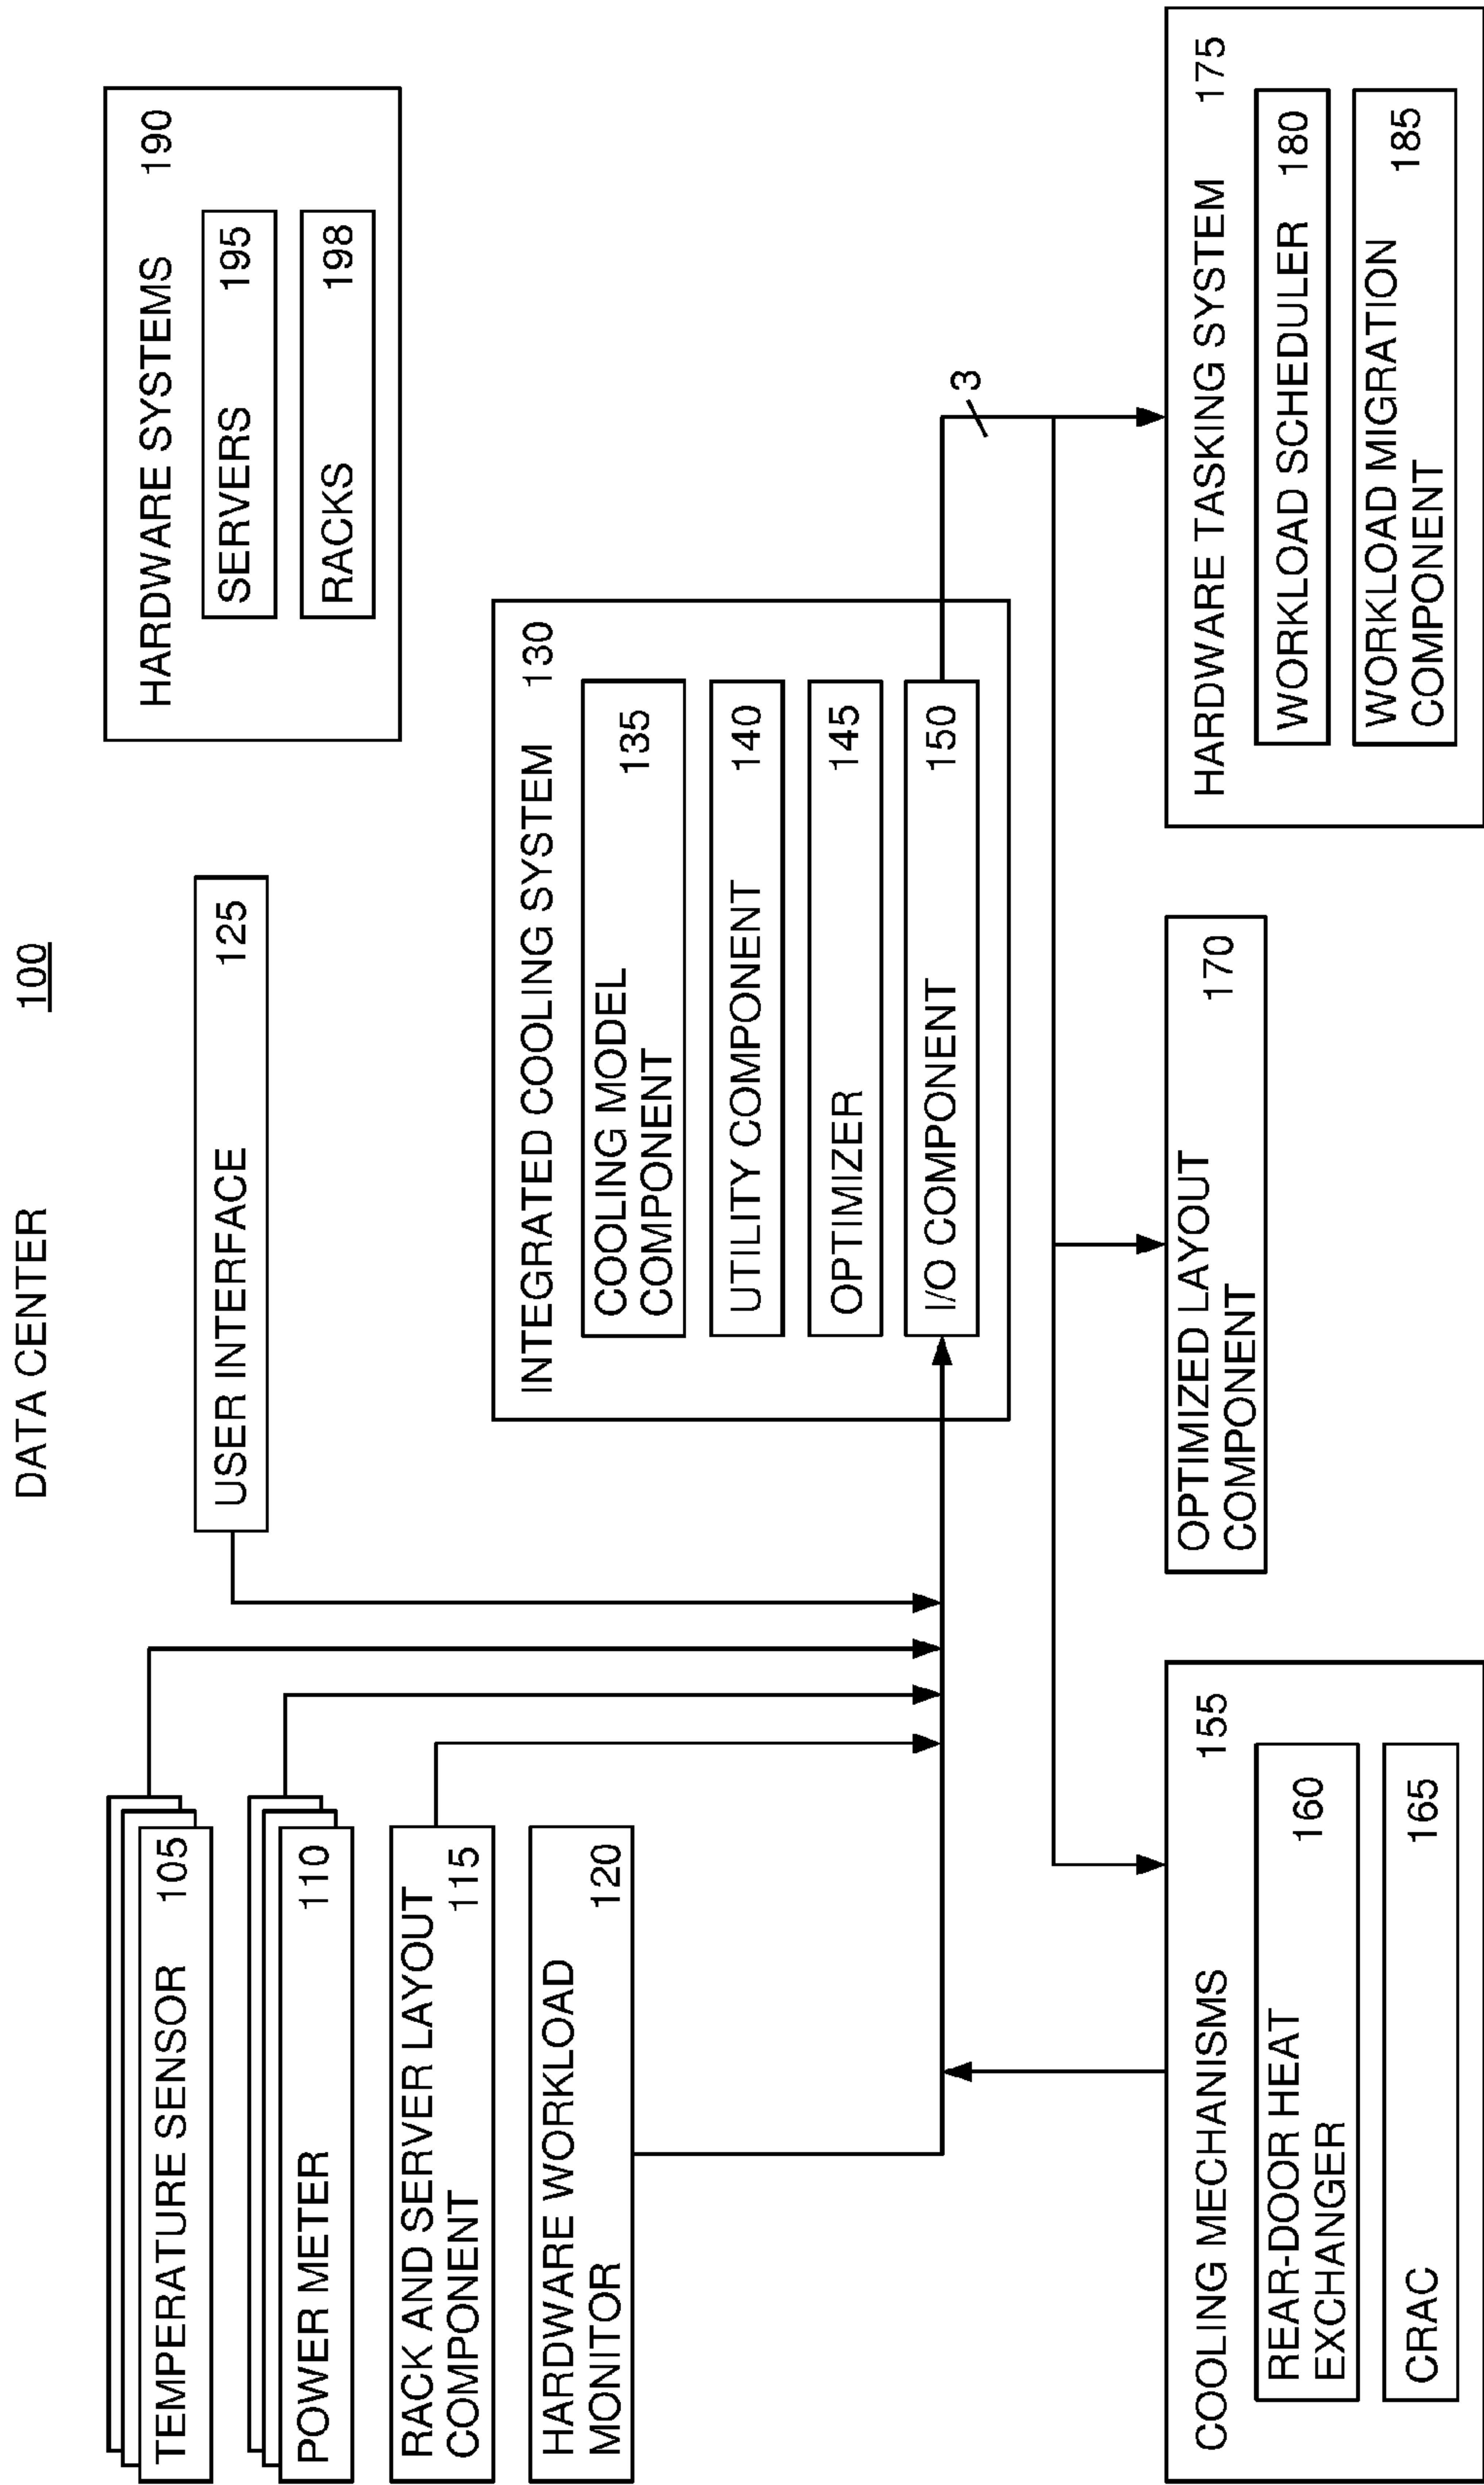 DATA CENTER 100
TEMPERATURE SENSOR 105
POWER METER 110
RACK AND SERVER LAYOUT
COMPONENT 115
HARDWARE WORKLOAD
MONITOR 120
USER INTERFACE 125
HARDWARE SYSTEMS 190
SERVERS 195
RACKS 198
INTEGRATED COOLING SYSTEM 130
COOLING MODEL
COMPONENT 135
UTILITY COMPONENT 140
OPTIMIZER 145
I/O COMPONENT 150
3
COOLING MECHANISMS 155
REAR-DOOR HEAT
EXCHANGER 160
CRAC 165
OPTIMIZED LAYOUT
COMPONENT 170
HARDWARE TASKING SYSTEM 175
WORKLOAD SCHEDULER 180
WORKLOAD MIGRATION
COMPONENT 185